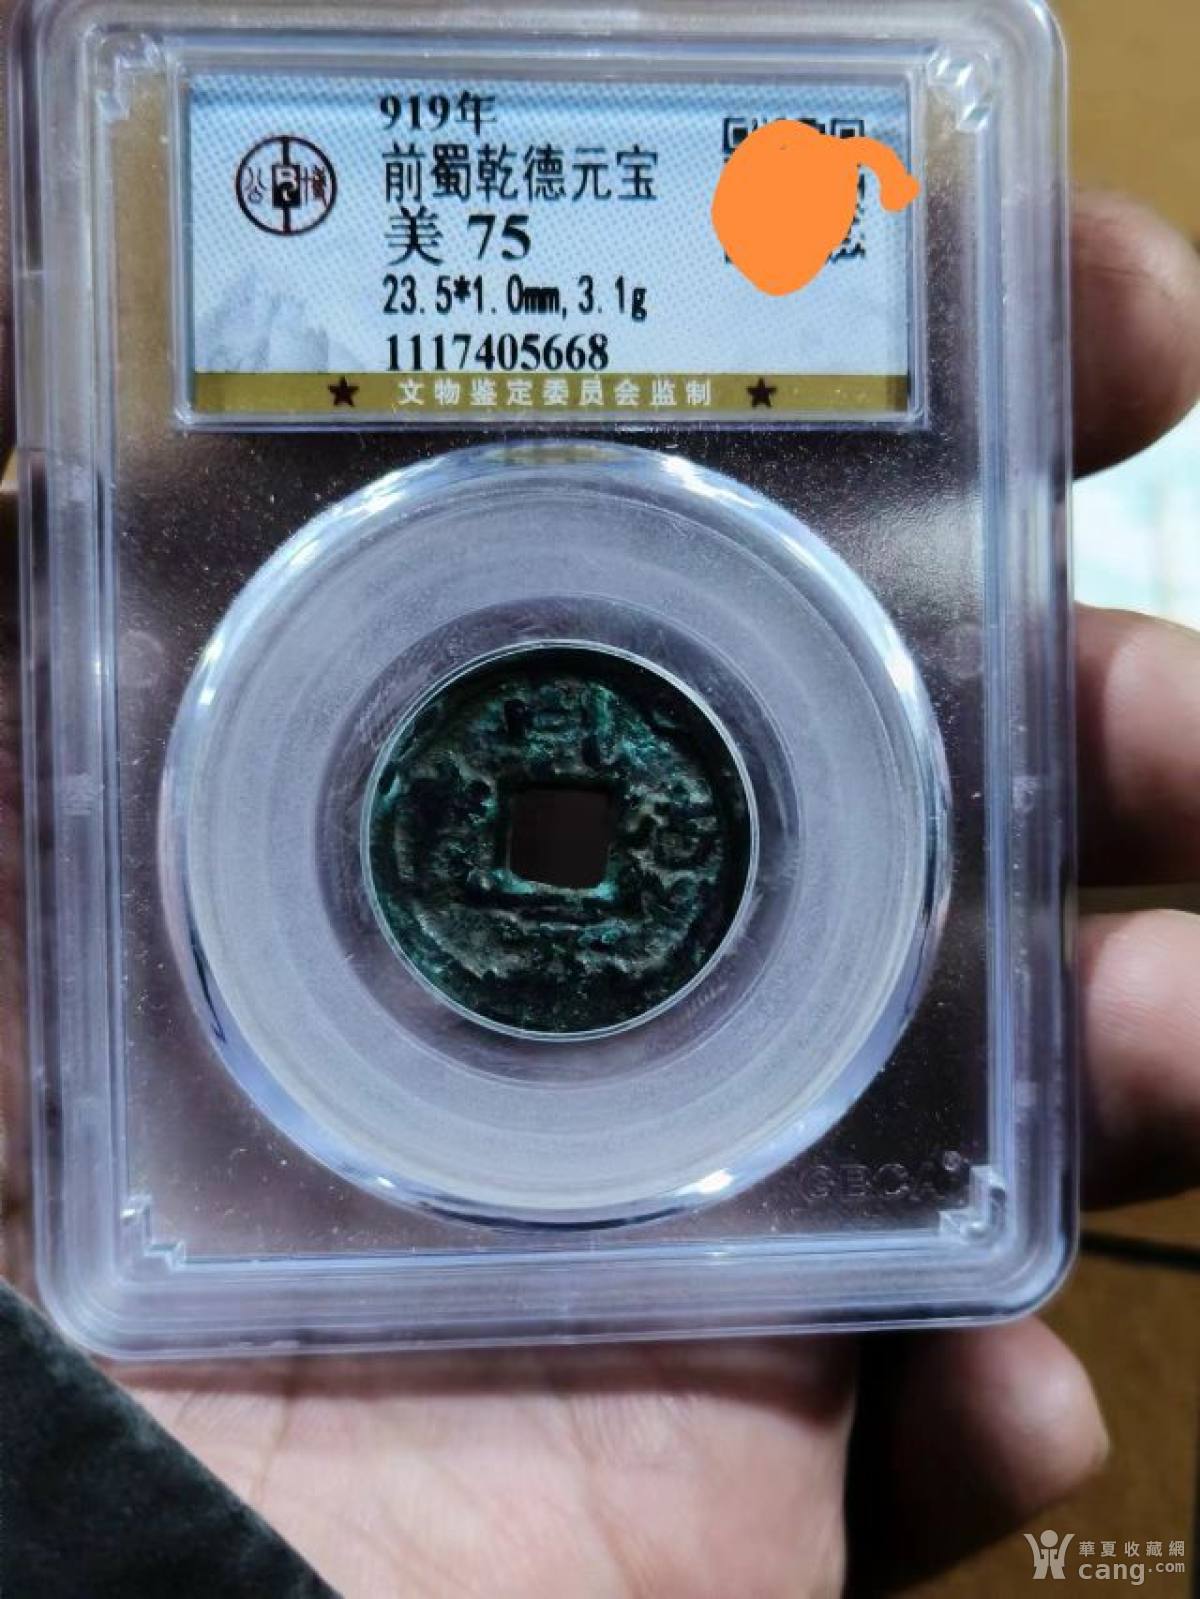 919年
前蜀乾德元宝
美 75
23.5*1.0mm,3.1g
1117405668
★ 文物鉴定委员会监制 ★
GBCA®
華夏收藏網
cang.com